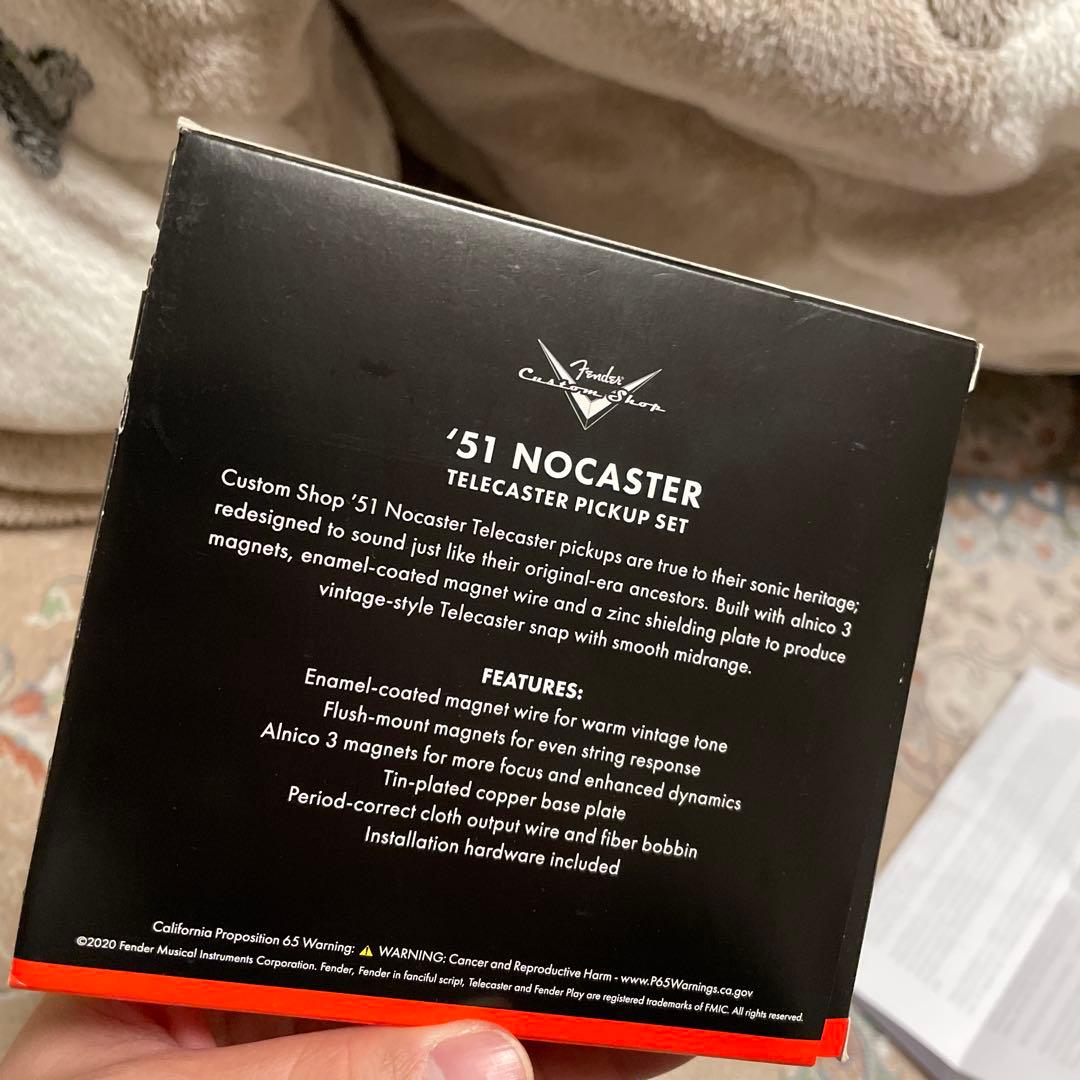 Fender
Custom Shop
'51 NOCASTER
TELECASTER PICKUP SET
Custom Shop '51 Nocaster Telecaster pickups are true to their sonic heritage;
redesigned to sound just like their original-era ancestors. Built with alnico 3
magnets, enamel-coated magnet wire and a zinc shielding plate to produce
vintage-style Telecaster snap with smooth midrange.
FEATURES:
Enamel-coated magnet wire for warm vintage tone
Flush-mount magnets for even string response
Alnico 3 magnets for more focus and enhanced dynamics
Tin-plated copper base plate
Period-correct cloth output wire and fiber bobbin
Installation hardware included
California Proposition 65 Warning: ⚠ WARNING: Cancer and Reproductive Harm - www.P65Warnings.ca.gov
©2020 Fender Musical Instruments Corporation. Fender, Fender in fanciful script, Telecaster and Fender Play are registered trademarks of FMIC. All rights reserved.